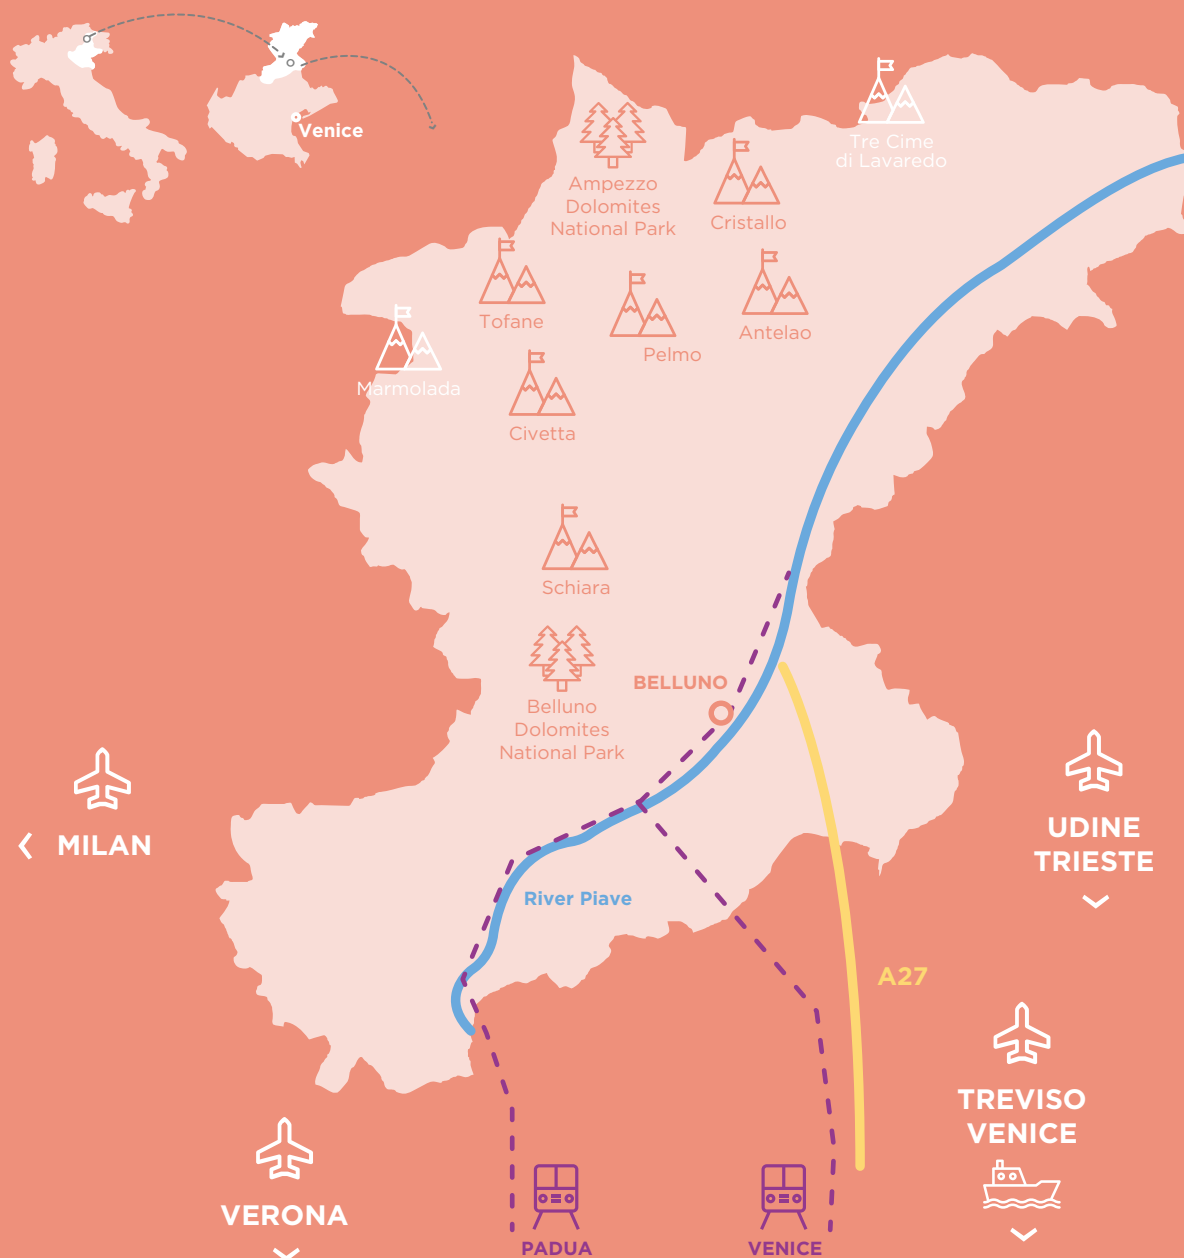 Venice
Tre Cime
di Lavaredo
Ampezzo
Dolomites
National Park
Cristallo
Tofane
Pelmo
Antelao
Marmolada
Civetta
Schiara
BELLUNO
Belluno
Dolomites
National Park
MILAN
UDINE
TRIESTE
River Piave
A27
TREVISO
VENICE
VERONA
PADUA
VENICE